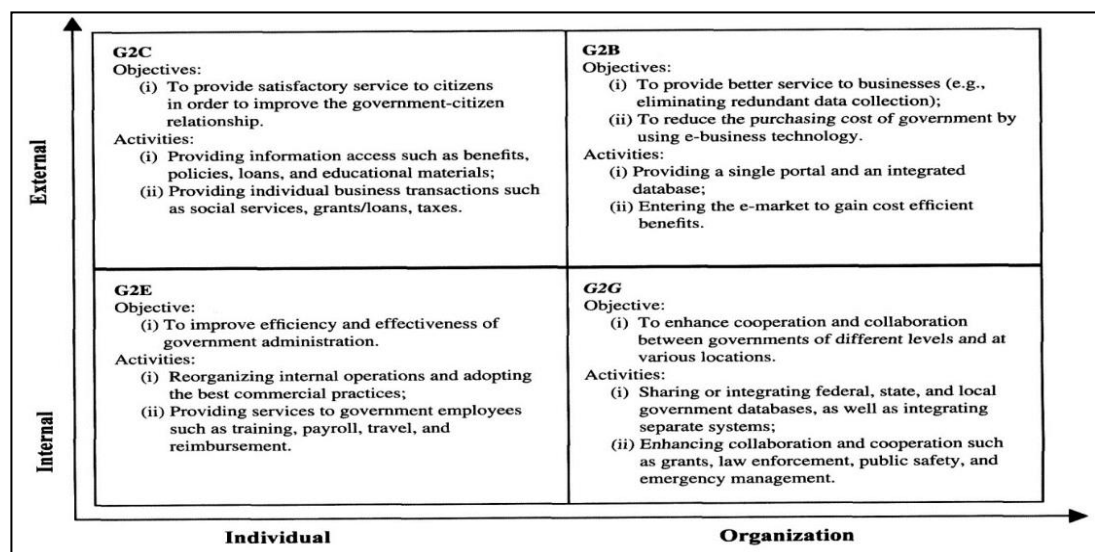 G2C
Objectives:
(i) To provide satisfactory service to citizens
in order to improve the government-citizen
relationship.
Activities:
(i) Providing information access such as benefits,
policies, loans, and educational materials;
(ii) Providing individual business transactions such
as social services, grants/loans, taxes.
G2B
Objectives:
(i) To provide better service to businesses (e.g.,
eliminating redundant data collection);
(ii) To reduce the purchasing cost of government by
using e-business technology.
Activities:
(i) Providing a single portal and an integrated
database;
(ii) Entering the e-market to gain cost efficient
benefits.
External
G2E
Objective:
(i) To improve efficiency and effectiveness of
government administration.
Activities:
(i) Reorganizing internal operations and adopting
the best commercial practices;
(ii) Providing services to government employees
such as training, payroll, travel, and
reimbursement.
G2G
Objective:
(i) To enhance cooperation and collaboration
between governments of different levels and at
various locations.
Activities:
(i) Sharing or integrating federal, state, and local
government databases, as well as integrating
separate systems;
(ii) Enhancing collaboration and cooperation such
as grants, law enforcement, public safety, and
emergency management.
Internal
Individual
Organization